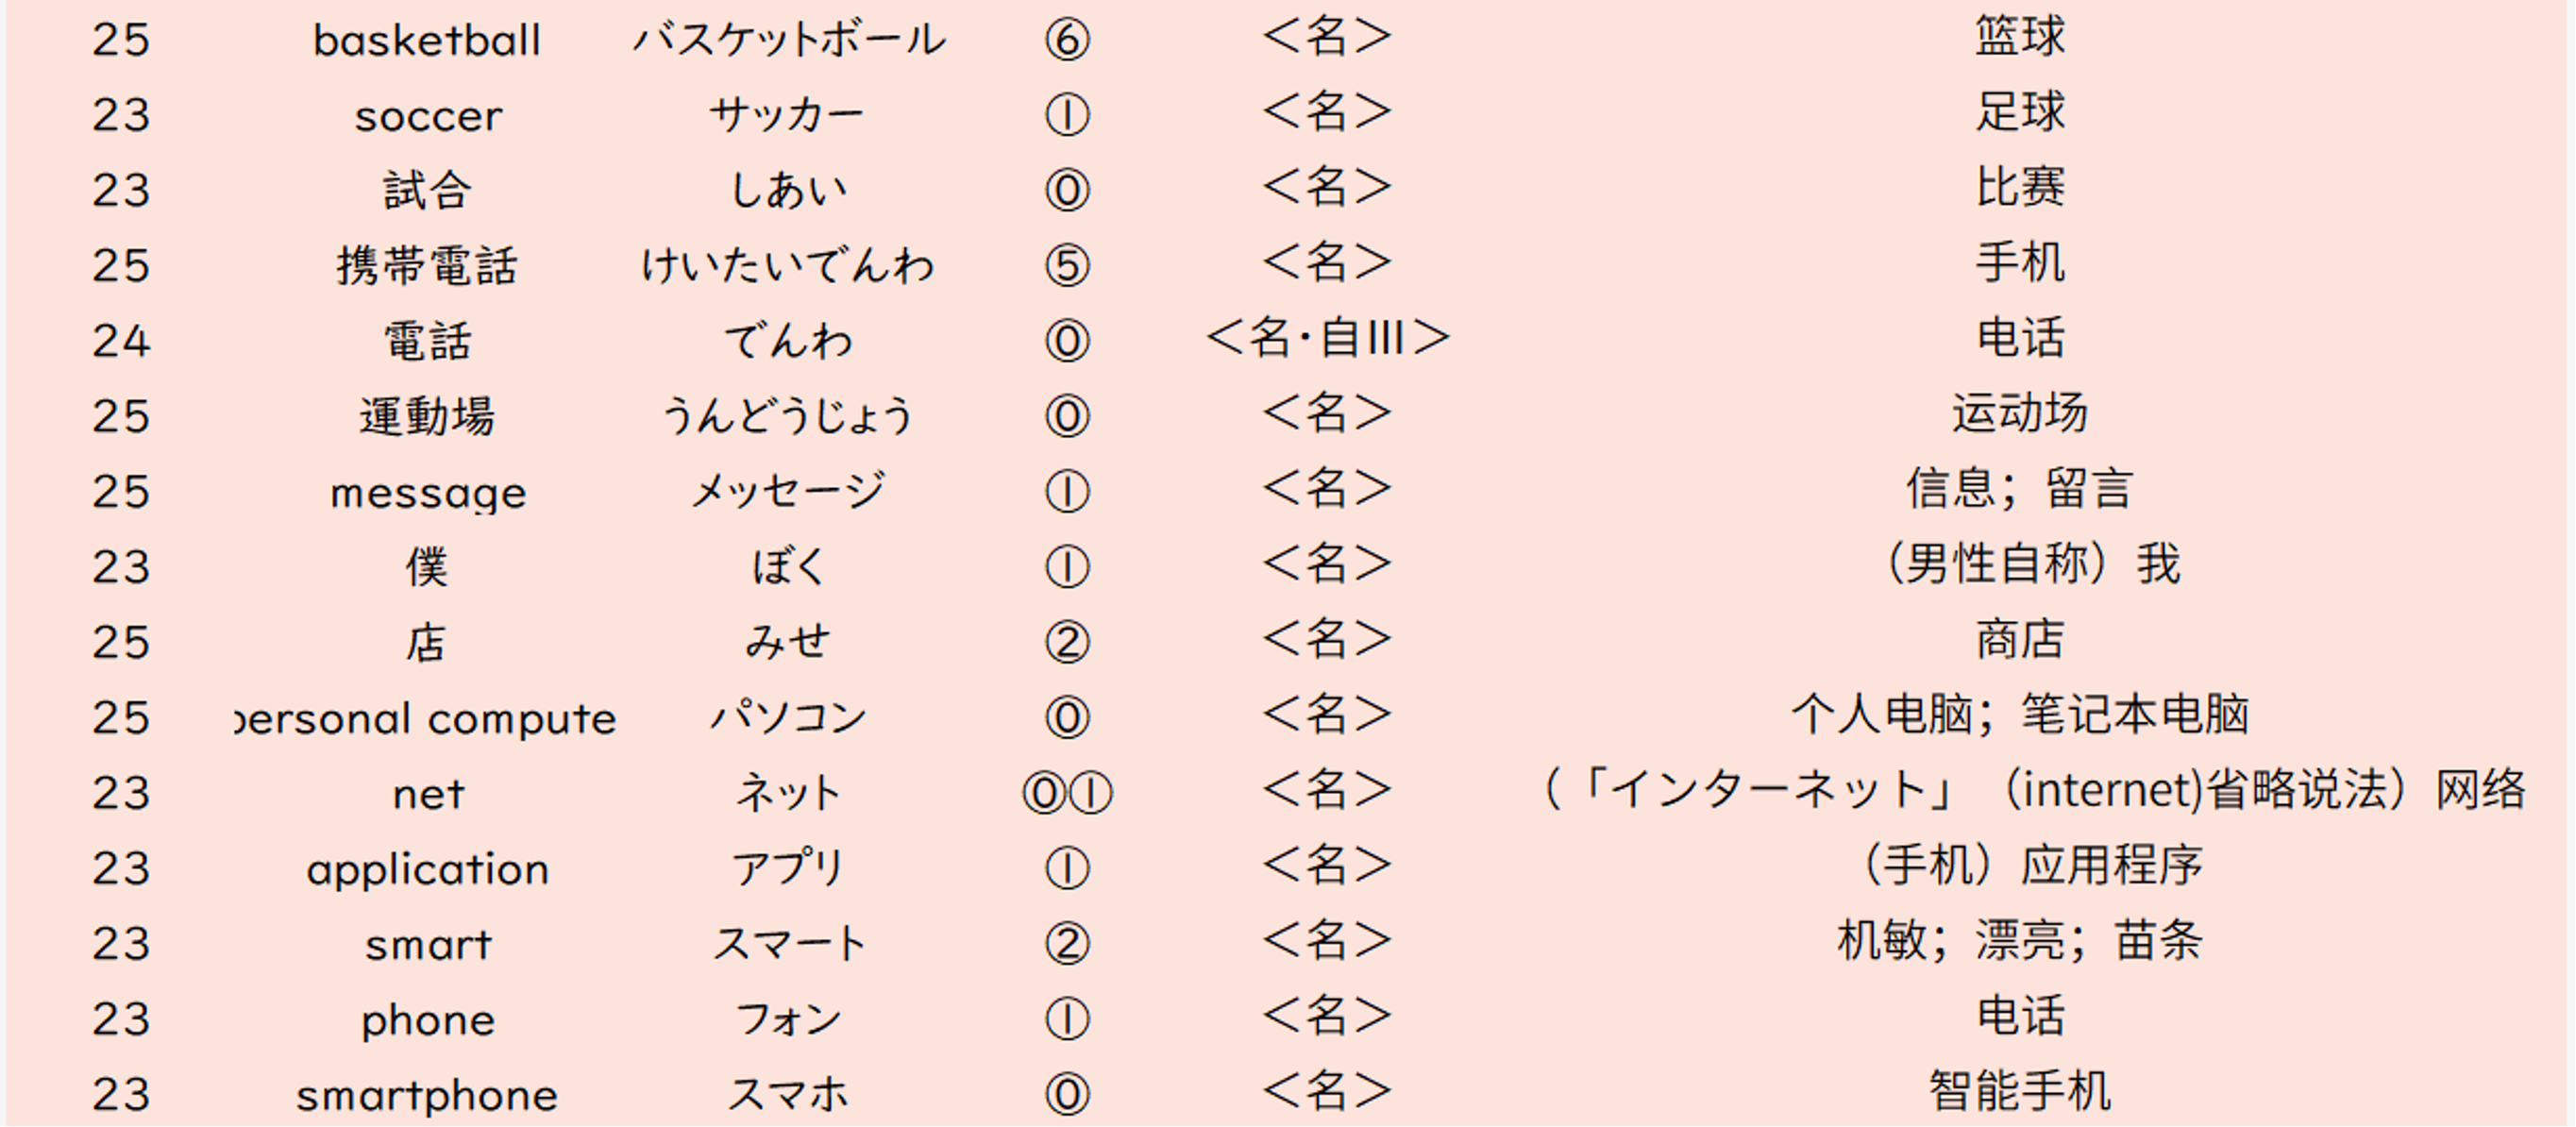 25 basketball バスケットボール ⑥ ＜名＞ 篮球
23 soccer サッカー ① ＜名＞ 足球
23 試合 しあい ⓪ ＜名＞ 比赛
25 携帯電話 けいたいでんわ ⑤ ＜名＞ 手机
24 電話 でんわ ⓪ ＜名·自Ⅲ＞ 电话
25 運動場 うんどうじょう ⓪ ＜名＞ 运动场
25 message メッセージ ① ＜名＞ 信息；留言
23 僕 ぼく ① ＜名＞ （男性自称）我
25 店 みせ ② ＜名＞ 商店
25 personal compute パソコン ⓪ ＜名＞ 个人电脑；笔记本电脑
23 net ネット ⓪① ＜名＞ （「インターネット」（internet)省略说法）网络
23 application アプリ ① ＜名＞ （手机）应用程序
23 smart スマート ② ＜名＞ 机敏；漂亮；苗条
23 phone フォン ① ＜名＞ 电话
23 smartphone スマホ ⓪ ＜名＞ 智能手机